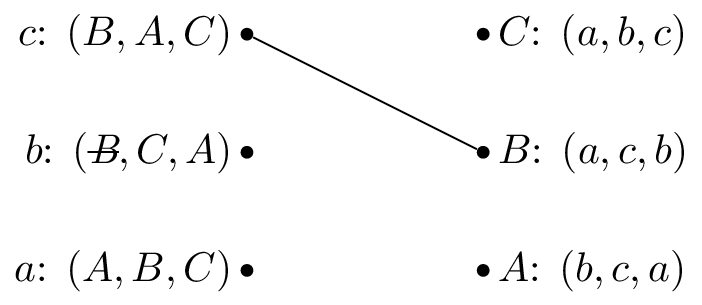 c: (B, A, C) C: (a, b, c)
b: (B, C, A) B: (a, c, b)
a: (A, B, C) A: (b, c, a)